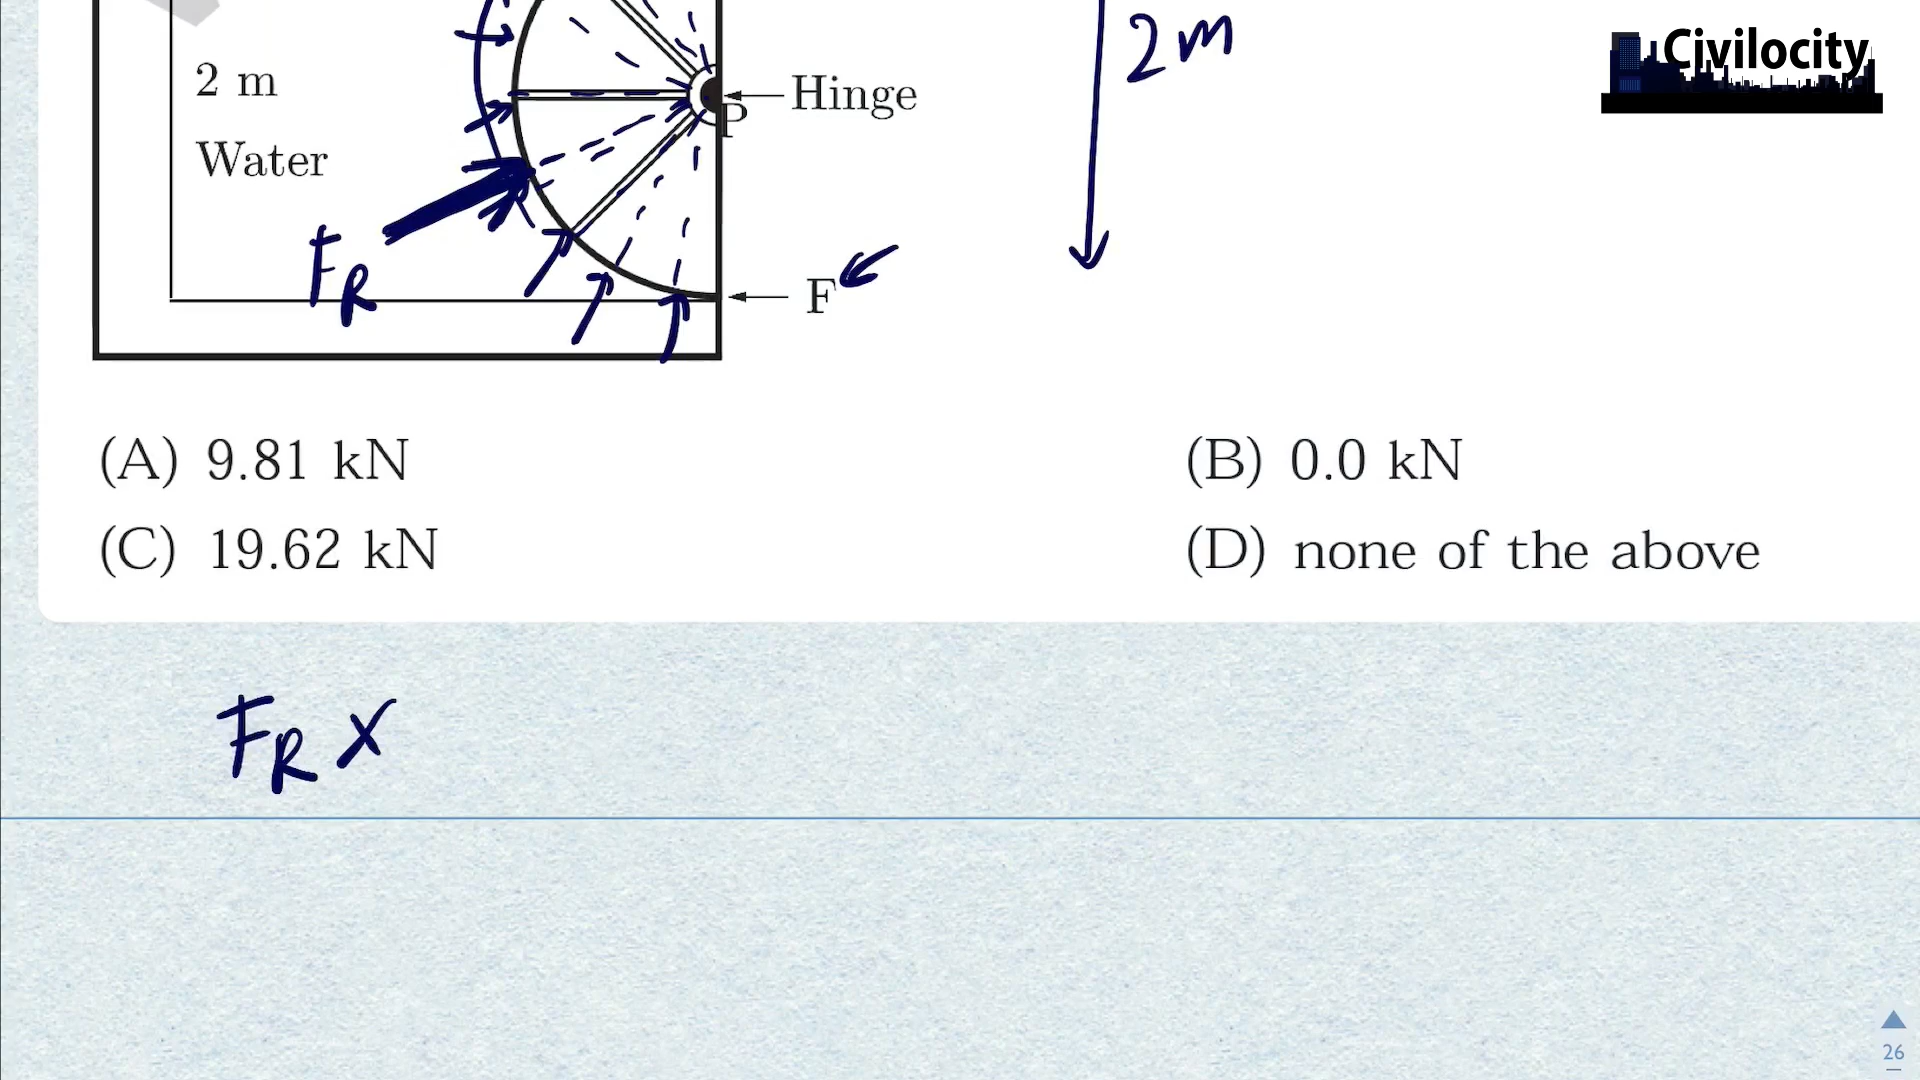 2 m
Civilocity
2 m
Hinge
P
Water
F_R
F
(A) 9.81 kN
(B) 0.0 kN
(C) 19.62 kN
(D) none of the above
F_R x
26